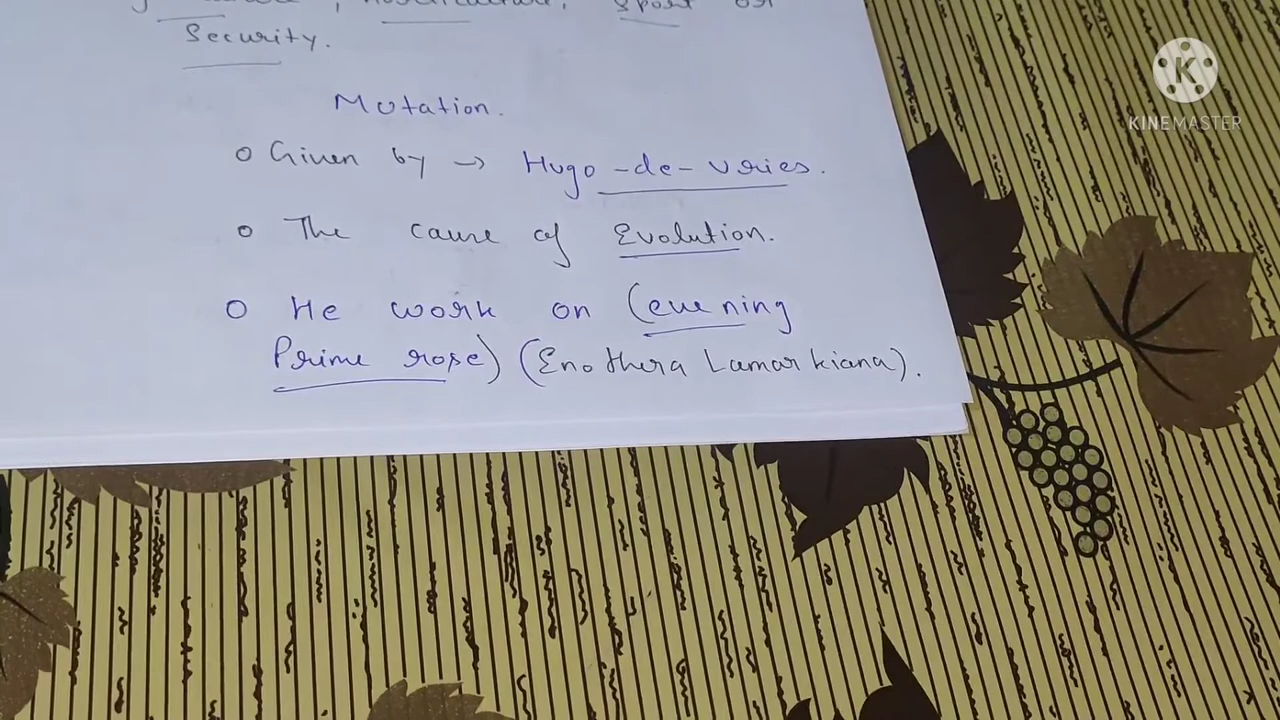 Security.
Mutation.
o Given by → Hugo-de-vries.
o The cause of Evolution.
o He work on (evening
Prime rose) (Enothera Lamarkiana).
KINEMASTER